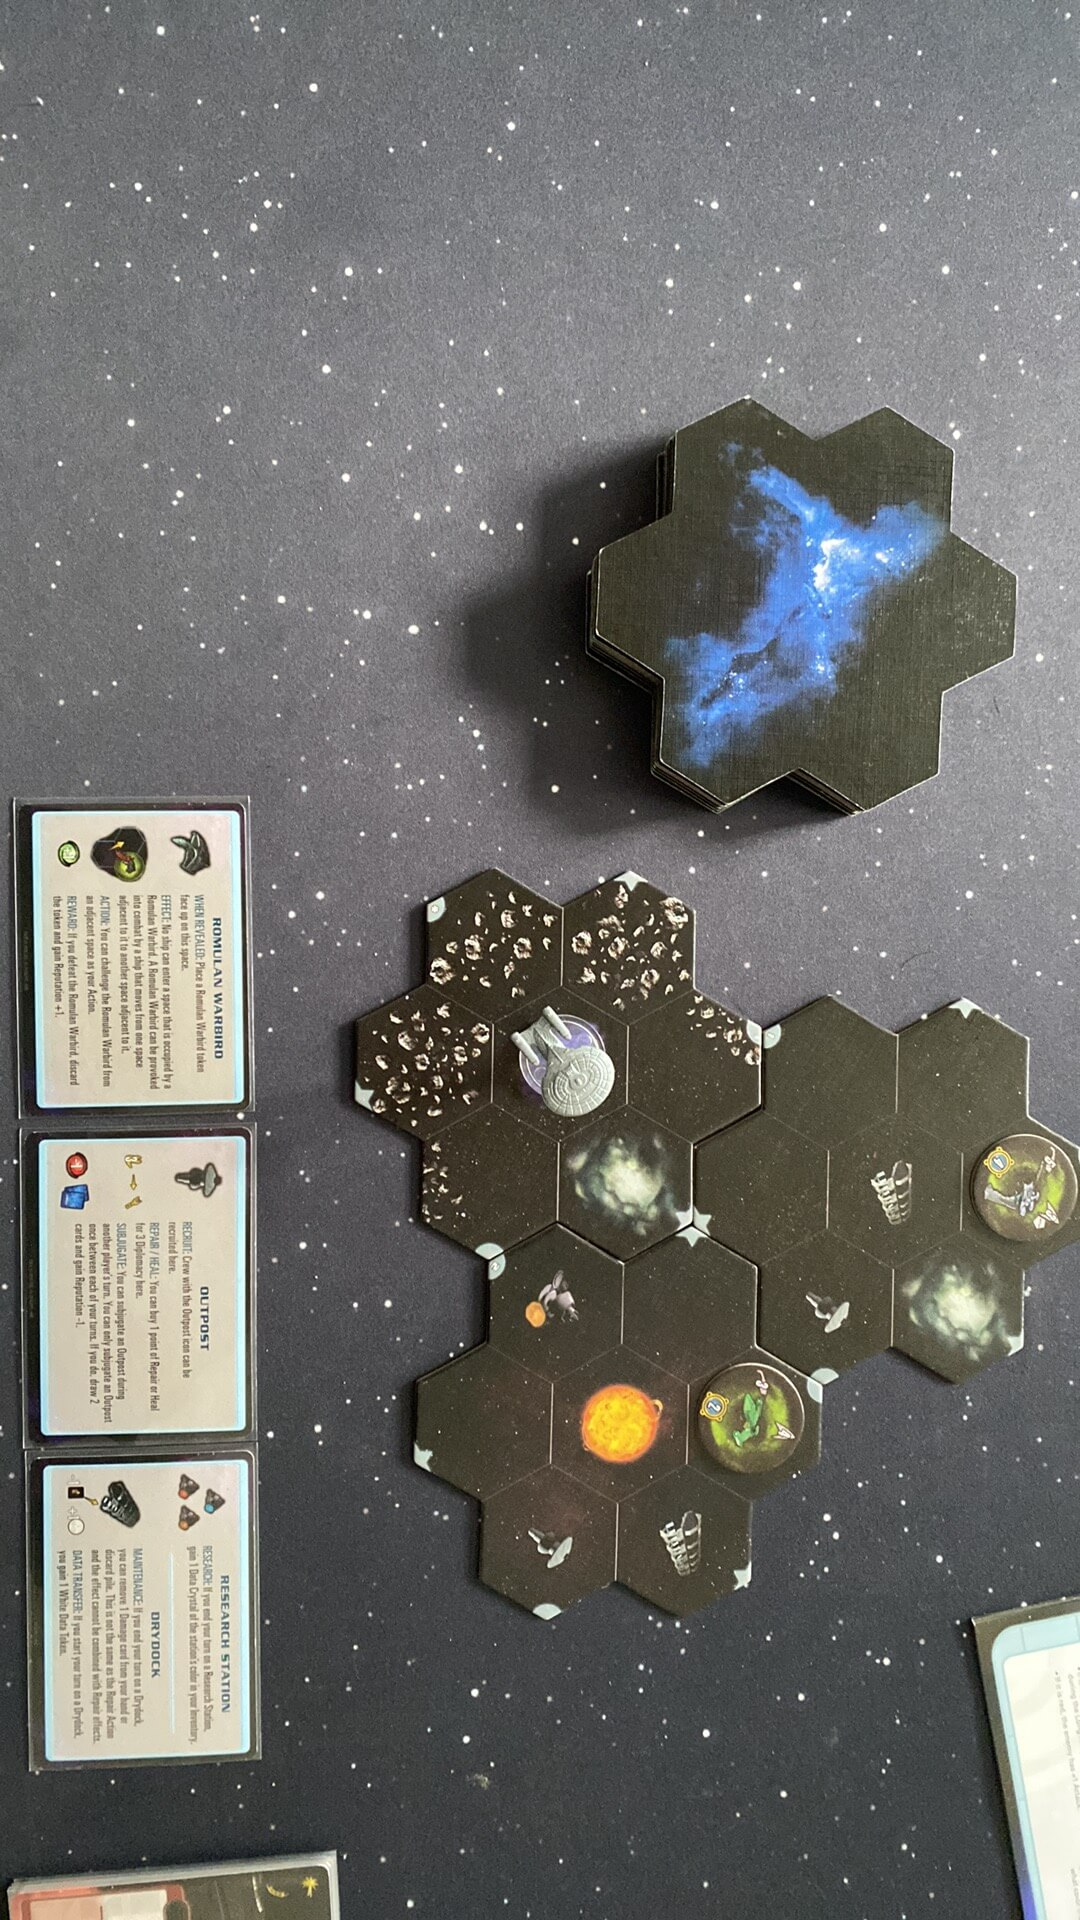 ROMULAN WARBIRD
WHEN REVEALED: Place a Romulan Warbird token
face up on this space.
EFFECT: No ship can enter a space that is occupied by a
Romulan Warbird. A Romulan Warbird can be provoked
into combat by a ship that moves from one space
adjacent to it to another space adjacent to it.
ACTION: You can challenge the Romulan Warbird from
an adjacent space as your Action.
REWARD: If you defeat the Romulan Warbird, discard
the token and gain Reputation +1.
OUTPOST
RECRUIT: Crew with the Outpost icon can be
recruited here.
REPAIR / HEAL: You can buy 1 point of Repair or Heal
for 3 Diplomacy here.
SUBJUGATE: You can subjugate an Outpost during
another player's turn. You can only subjugate an Outpost
once between each of your turns. If you do, draw 2
cards and gain Reputation -1.
RESEARCH STATION
RESEARCH: If you end your turn on a Research Station,
gain 1 Data Crystal of the station's color in your inventory.
DRYDOCK
MAINTENANCE: If you end your turn on a Drydock,
you can remove 1 Damage card from your hand or
discard pile. This is not the same as the Repair Action
and the effect cannot be combined with Repair effects.
DATA TRANSFER: If you start your turn on a Drydock,
you gain 1 White Data Token.